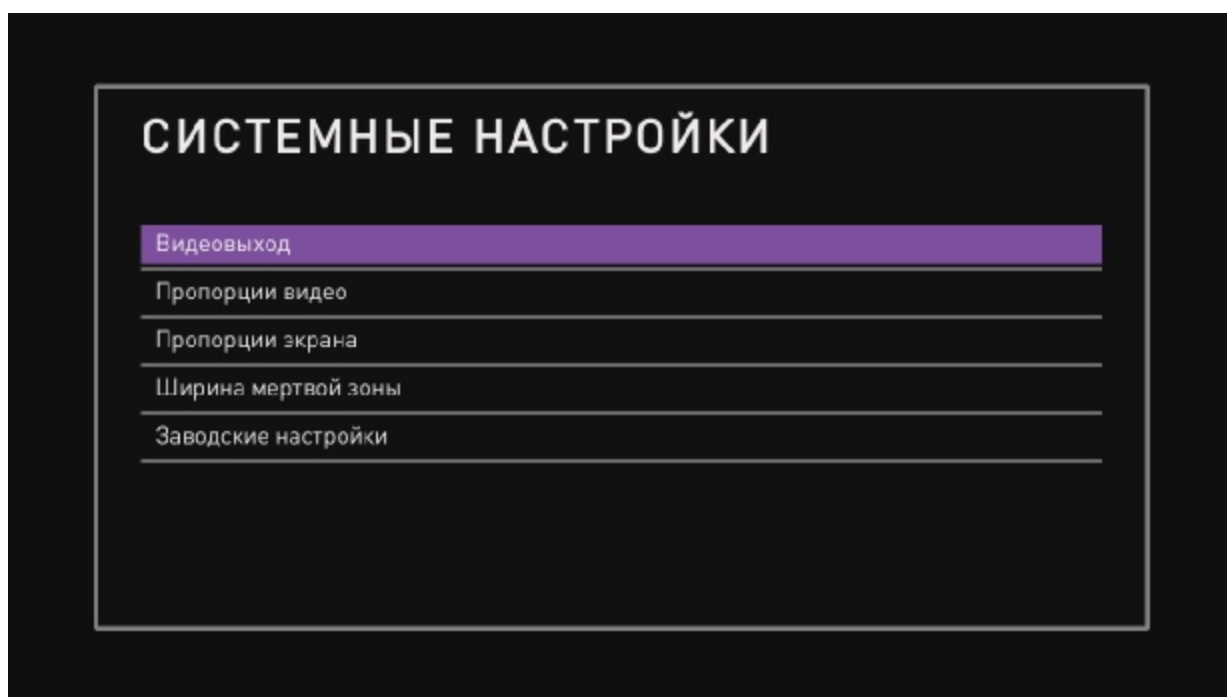 СИСТЕМНЫЕ НАСТРОЙКИ
Видеовыход
Пропорции видео
Пропорции экрана
Ширина мертвой зоны
Заводские настройки